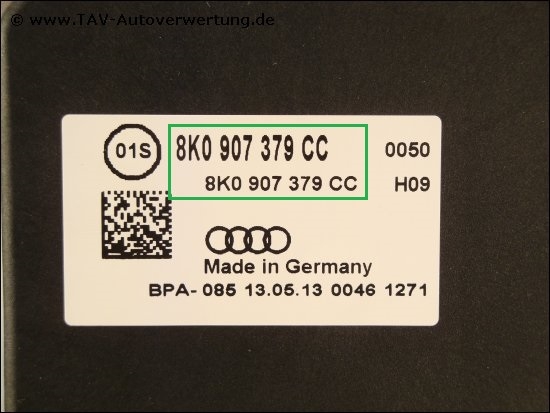 © www.TAV-Autoverwertung.de
01S 8K0 907 379 CC 0050
8K0 907 379 CC H09
Made in Germany
BPA- 085 13.05.13 0046 1271